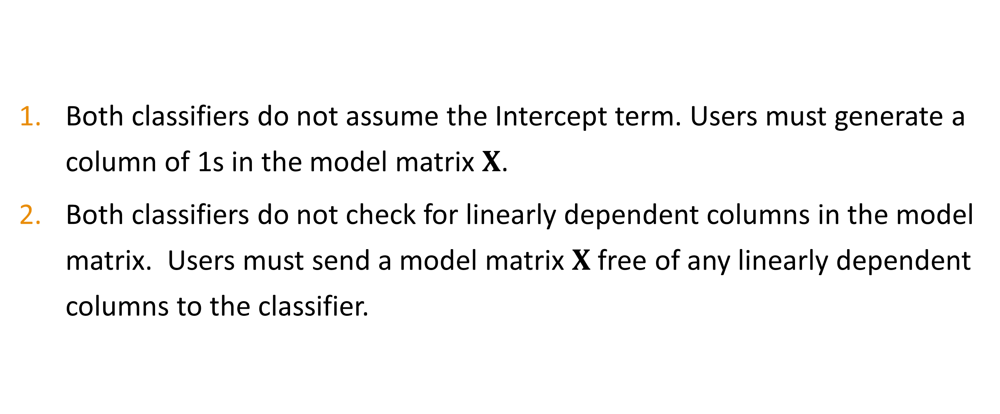 1. Both classifiers do not assume the Intercept term. Users must generate a
column of 1s in the model matrix X.
2. Both classifiers do not check for linearly dependent columns in the model
matrix.  Users must send a model matrix X free of any linearly dependent
columns to the classifier.